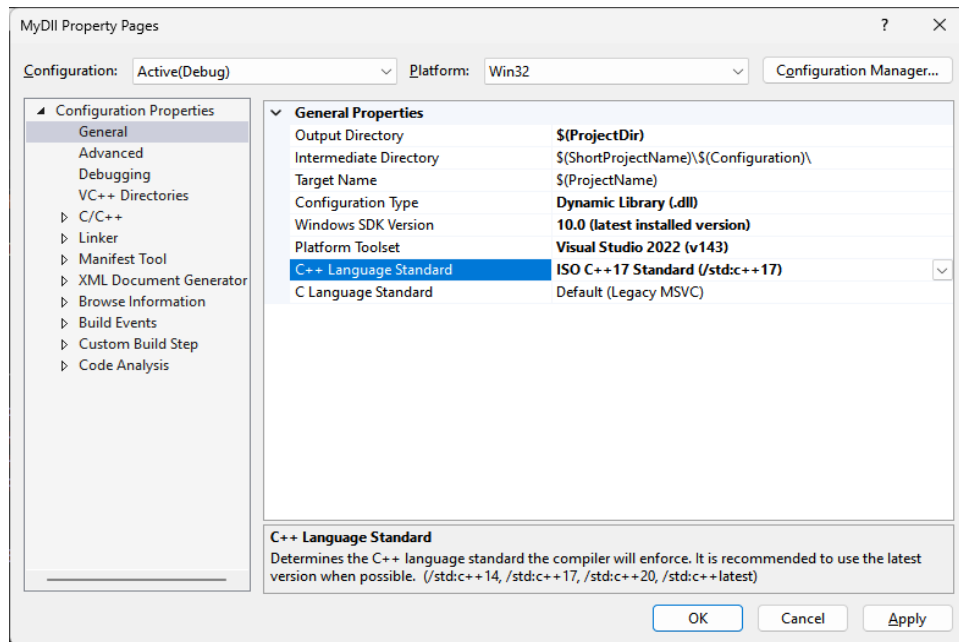 MyDll Property Pages
? ×
Configuration: Active(Debug) Platform: Win32 Configuration Manager...
Configuration Properties
General
Advanced
Debugging
VC++ Directories
C/C++
Linker
Manifest Tool
XML Document Generator
Browse Information
Build Events
Custom Build Step
Code Analysis
General Properties
Output Directory $(ProjectDir)
Intermediate Directory $(ShortProjectName)\$(Configuration)\
Target Name $(ProjectName)
Configuration Type Dynamic Library (.dll)
Windows SDK Version 10.0 (latest installed version)
Platform Toolset Visual Studio 2022 (v143)
C++ Language Standard ISO C++17 Standard (/std:c++17)
C Language Standard Default (Legacy MSVC)
C++ Language Standard
Determines the C++ language standard the compiler will enforce. It is recommended to use the latest
version when possible. (/std:c++14, /std:c++17, /std:c++20, /std:c++latest)
OK Cancel Apply